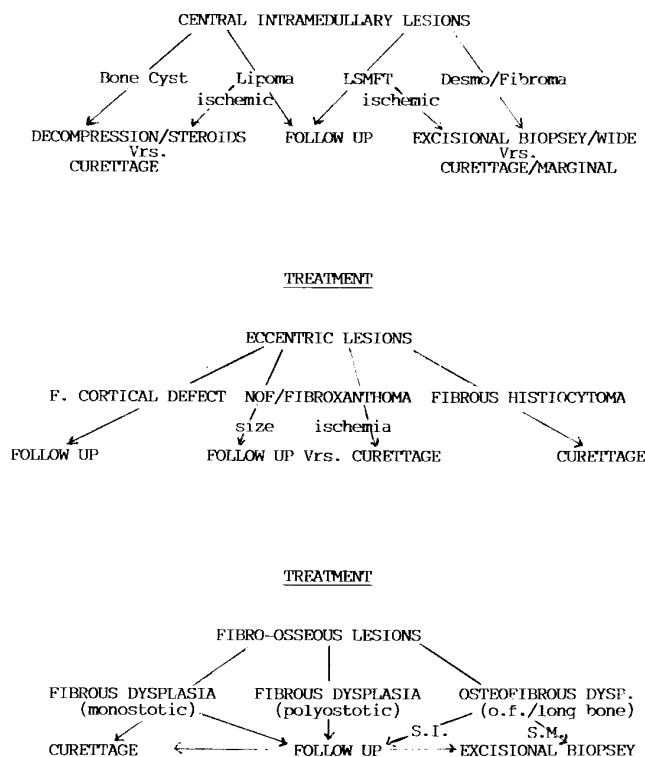 CENTRAL INTRAMEDULLARY LESIONS
Bone Cyst Lipoma LSMFT Desmo/Fibroma
ischemic ischemic
DECOMPRESSION/STEROIDS FOLLOW UP EXCISIONAL BIOPSEY/WIDE
Vrs. Vrs.
CURETTAGE CURETTAGE/MARGINAL
TREATMENT
ECCENTRIC LESIONS
F. CORTICAL DEFECT NOF/FIBROXANTHOMA FIBROUS HISTIOCYTOMA
size ischemia
FOLLOW UP FOLLOW UP Vrs. CURETTAGE CURETTAGE
TREATMENT
FIBRO-OSSEOUS LESIONS
FIBROUS DYSPLASIA FIBROUS DYSPLASIA OSTEOFIBROUS DYSP.
(monostotic) (polyostotic) (o.f./long bone)
S.I. S.M.
CURETTAGE FOLLOW UP EXCISIONAL BIOPSEY